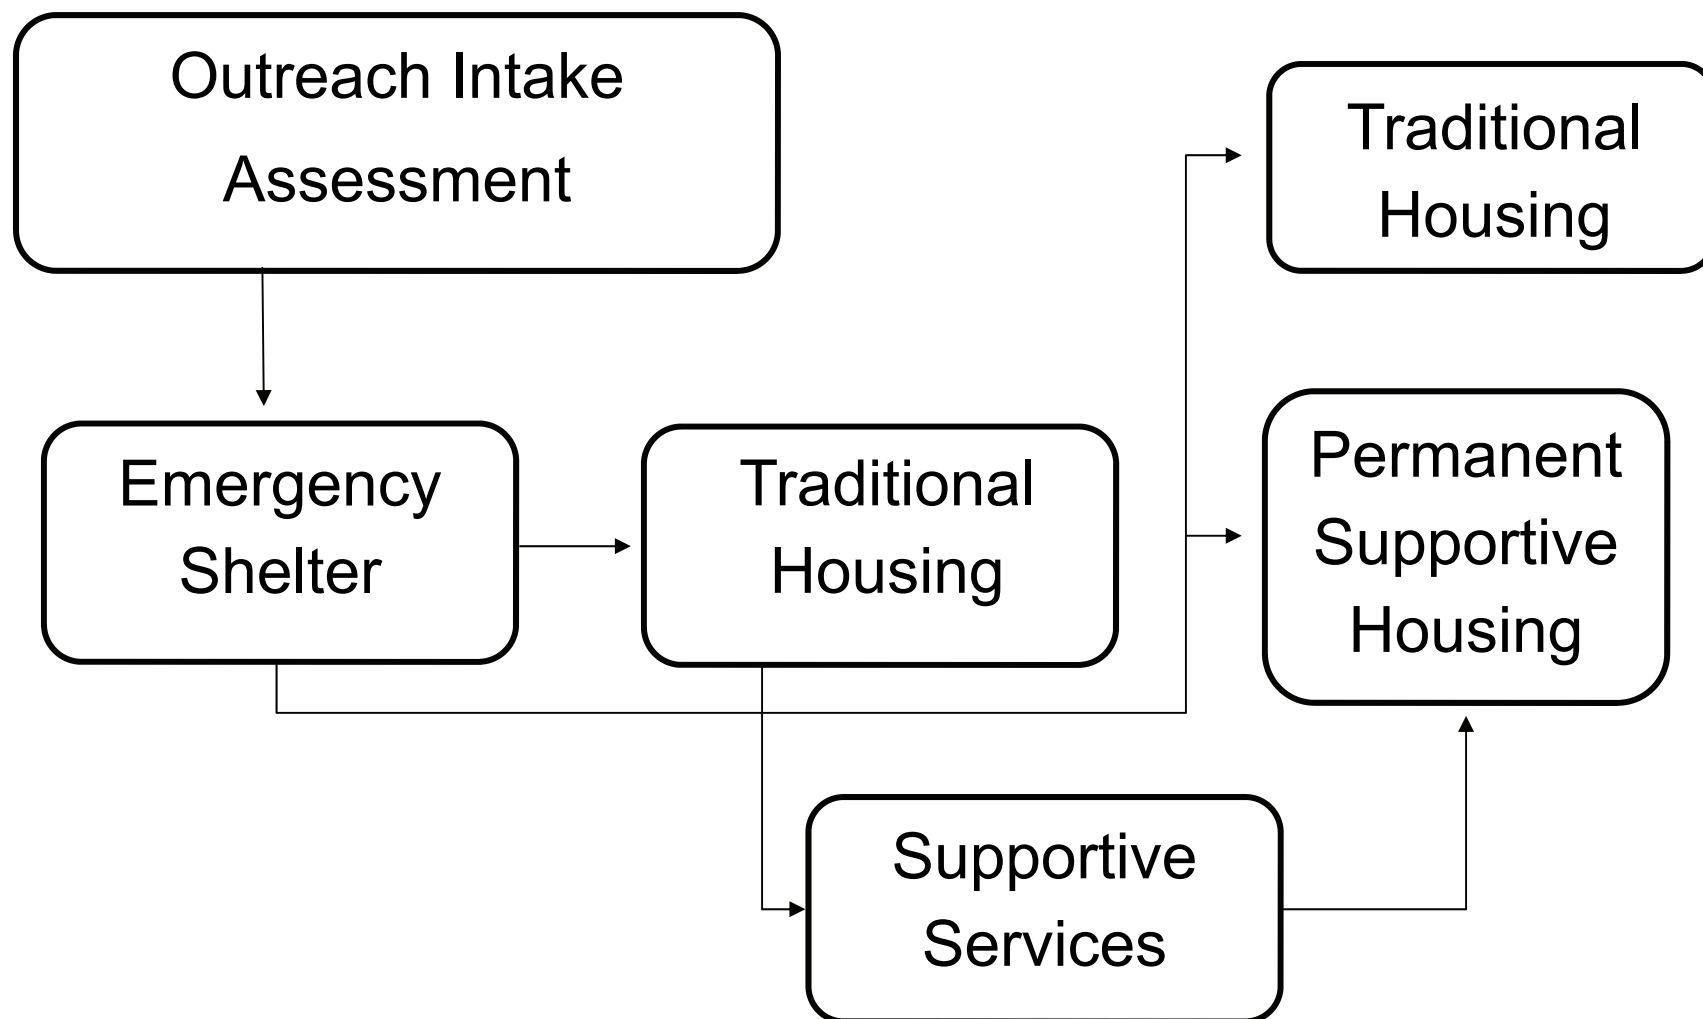 Outreach Intake
Assessment
Traditional
Housing
Emergency
Shelter
Traditional
Housing
Permanent
Supportive
Housing
Supportive
Services